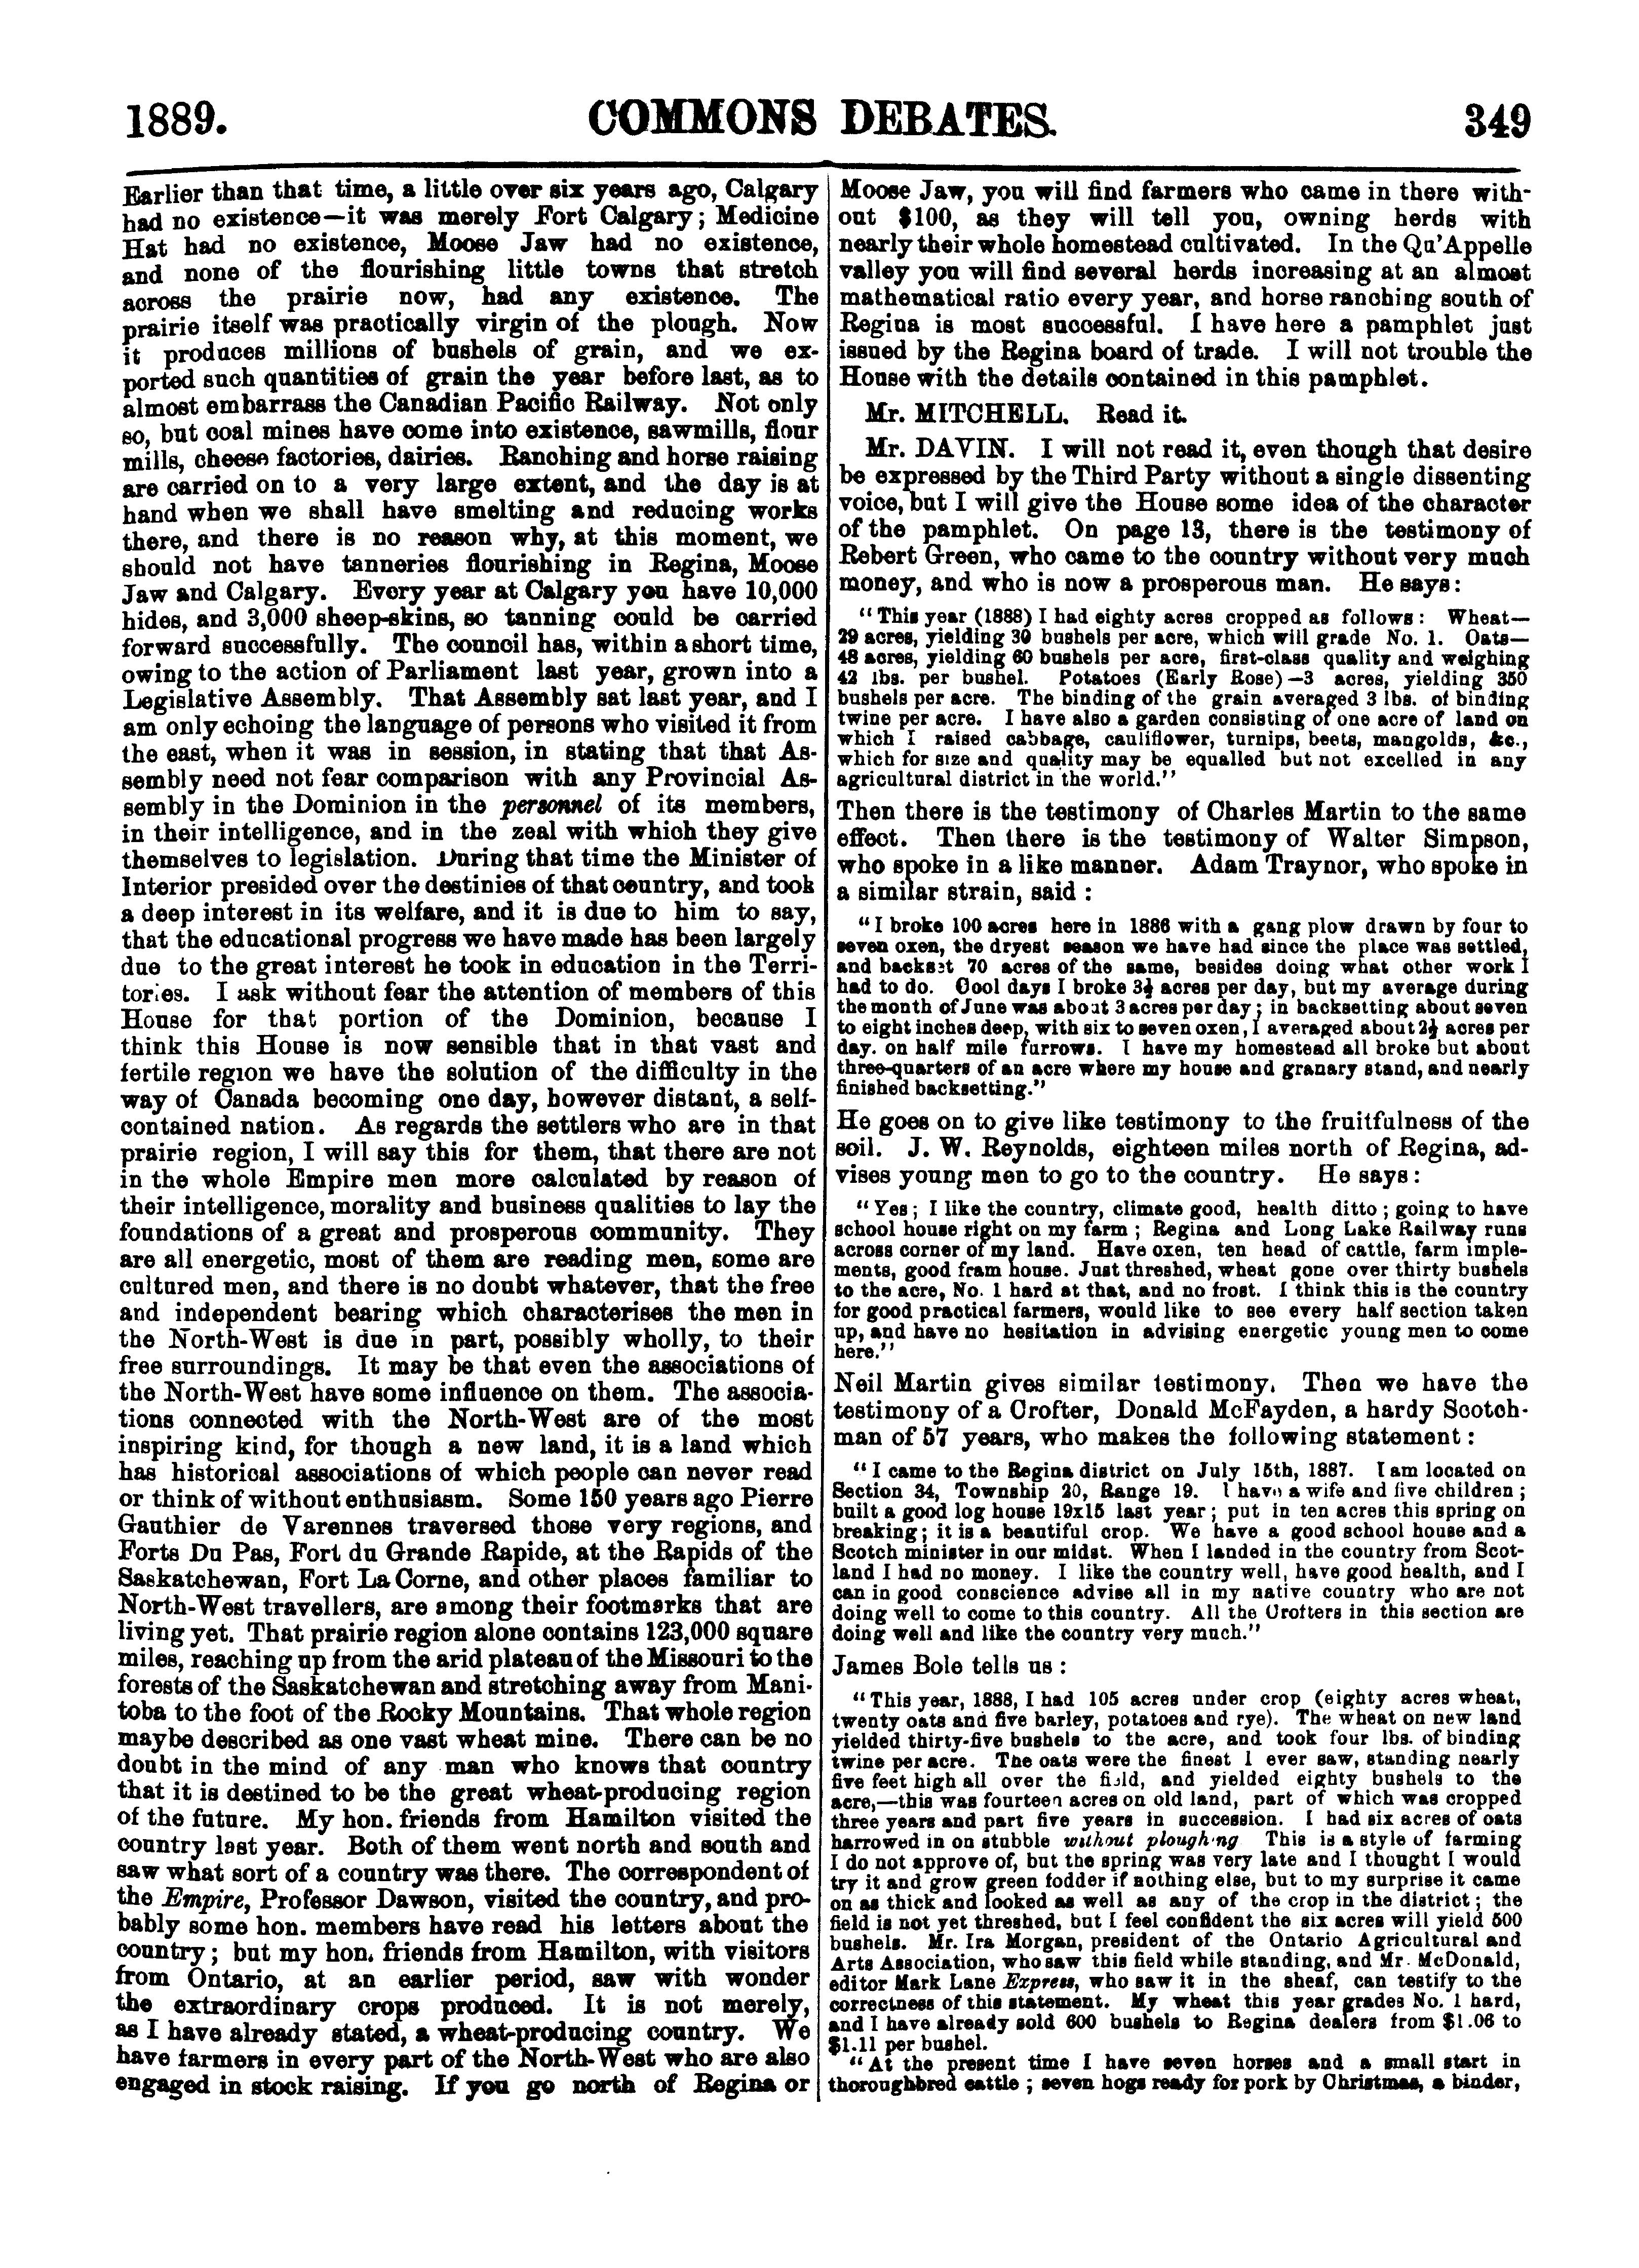 1889. COMMONS DEBATES. 349
Earlier than that time, a little over six years ago, Calgary
had no existence—it was merely Fort Calgary; Medicine
Hat had no existence, Moose Jaw had no existence,
and none of the flourishing little towns that stretch
across the prairie now, had any existence. The
prairie itself was practically virgin of the plough. Now
it produces millions of bushels of grain, and we ex-
ported such quantities of grain the year before last, as to
almost embarrass the Canadian Pacific Railway. Not only
so, but coal mines have come into existence, sawmills, flour
mills, cheese factories, dairies. Ranching and horse raising
are carried on to a very large extent, and the day is at
hand when we shall have smelting and reducing works
there, and there is no reason why, at this moment, we
should not have tanneries flourishing in Regina, Moose
Jaw and Calgary. Every year at Calgary you have 10,000
hides, and 3,000 sheep-skins, so tanning could be carried
forward successfully. The council has, within a short time,
owing to the action of Parliament last year, grown into a
Legislative Assembly. That Assembly sat last year, and I
am only echoing the language of persons who visited it from
the east, when it was in session, in stating that that As-
sembly need not fear comparison with any Provincial As-
sembly in the Dominion in the personnel of its members,
in their intelligence, and in the zeal with which they give
themselves to legislation. During that time the Minister of
Interior presided over the destinies of that country, and took
a deep interest in its welfare, and it is due to him to say,
that the educational progress we have made has been largely
due to the great interest he took in education in the Terri-
tories. I ask without fear the attention of members of this
House for that portion of the Dominion, because I
think this House is now sensible that in that vast and
fertile region we have the solution of the difficulty in the
way of Canada becoming one day, however distant, a self-
contained nation. As regards the settlers who are in that
prairie region, I will say this for them, that there are not
in the whole Empire men more calculated by reason of
their intelligence, morality and business qualities to lay the
foundations of a great and prosperous community. They
are all energetic, most of them are reading men, some are
cultured men, and there is no doubt whatever, that the free
and independent bearing which characterises the men in
the North-West is due in part, possibly wholly, to their
free surroundings. It may be that even the associations of
the North-West have some influence on them. The associa-
tions connected with the North-West are of the most
inspiring kind, for though a new land, it is a land which
has historical associations of which people can never read
or think of without enthusiasm. Some 150 years ago Pierre
Gauthier de Varennes traversed those very regions, and
Forts Du Pas, Fort du Grande Rapide, at the Rapids of the
Saskatchewan, Fort La Corne, and other places familiar to
North-West travellers, are among their footmarks that are
living yet. That prairie region alone contains 123,000 square
miles, reaching up from the arid plateau of the Missouri to the
forests of the Saskatchewan and stretching away from Mani-
toba to the foot of the Rocky Mountains. That whole region
maybe described as one vast wheat mine. There can be no
doubt in the mind of any man who knows that country
that it is destined to be the great wheat-producing region
of the future. My hon. friends from Hamilton visited the
country last year. Both of them went north and south and
saw what sort of a country was there. The correspondent of
the Empire, Professor Dawson, visited the country, and pro-
bably some hon. members have read his letters about the
country; but my hon. friends from Hamilton, with visitors
from Ontario, at an earlier period, saw with wonder
the extraordinary crops produced. It is not merely,
as I have already stated, a wheat-producing country. We
have farmers in every part of the North-West who are also
engaged in stock raising. If you go north of Regina or
Moose Jaw, you will find farmers who came in there with-
out $100, as they will tell you, owning herds with
nearly their whole homestead cultivated. In the Qu'Appelle
valley you will find several herds increasing at an almost
mathematical ratio every year, and horse ranching south of
Regina is most successful. I have here a pamphlet just
issued by the Regina board of trade. I will not trouble the
House with the details contained in this pamphlet.
Mr. MITCHELL. Read it.
Mr. DAVIN. I will not read it, even though that desire
be expressed by the Third Party without a single dissenting
voice, but I will give the House some idea of the character
of the pamphlet. On page 13, there is the testimony of
Rebert Green, who came to the country without very much
money, and who is now a prosperous man. He says:
"This year (1888) I had eighty acres cropped as follows: Wheat—
29 acres, yielding 30 bushels per acre, which will grade No. 1. Oats—
48 acres, yielding 60 bushels per acre, first-class quality and weighing
42 lbs. per bushel. Potatoes (Early Rose)—3 acres, yielding 350
bushels per acre. The binding of the grain averaged 3 lbs. of binding
twine per acre. I have also a garden consisting of one acre of land on
which I raised cabbage, cauliflower, turnips, beets, mangolds, &c.,
which for size and quality may be equalled but not excelled in any
agricultural district in the world."
Then there is the testimony of Charles Martin to the same
effect. Then there is the testimony of Walter Simpson,
who spoke in a like manner. Adam Traynor, who spoke in
a similar strain, said:
"I broke 100 acres here in 1886 with a gang plow drawn by four to
seven oxen, the dryest season we have had since the place was settled,
and backset 70 acres of the same, besides doing what other work I
had to do. Cool days I broke 3½ acres per day, but my average during
the month of June was about 3 acres per day; in backsetting about seven
to eight inches deep, with six to seven oxen, I averaged about 2½ acres per
day. on half mile furrows. I have my homestead all broke but about
three-quarters of an acre where my house and granary stand, and nearly
finished backsetting."
He goes on to give like testimony to the fruitfulness of the
soil. J. W. Reynolds, eighteen miles north of Regina, ad-
vises young men to go to the country. He says:
"Yes; I like the country, climate good, health ditto; going to have
school house right on my farm; Regina and Long Lake Railway runs
across corner of my land. Have oxen, ten head of cattle, farm imple-
ments, good fram house. Just threshed, wheat gone over thirty bushels
to the acre, No. 1 hard at that, and no frost. I think this is the country
for good practical farmers, would like to see every half section taken
up, and have no hesitation in advising energetic young men to come
here."
Neil Martin gives similar testimony. Then we have the
testimony of a Crofter, Donald McFayden, a hardy Scotch-
man of 57 years, who makes the following statement:
"I came to the Regina district on July 15th, 1887. I am located on
Section 34, Township 20, Range 19. I have a wife and five children;
built a good log house 19x15 last year; put in ten acres this spring on
breaking; it is a beautiful crop. We have a good school house and a
Scotch minister in our midst. When I landed in the country from Scot-
land I had no money. I like the country well, have good health, and I
can in good conscience advise all in my native country who are not
doing well to come to this country. All the Crofters in this section are
doing well and like the country very much."
James Bole tells us:
"This year, 1888, I had 105 acres under crop (eighty acres wheat,
twenty oats and five barley, potatoes and rye). The wheat on new land
yielded thirty-five bushels to the acre, and took four lbs. of binding
twine per acre. The oats were the finest I ever saw, standing nearly
five feet high all over the field, and yielded eighty bushels to the
acre,—this was fourteen acres on old land, part of which was cropped
three years and part five years in succession. I had six acres of oats
harrowed in on stubble without ploughing This is a style of farming
I do not approve of, but the spring was very late and I thought I would
try it and grow green fodder if nothing else, but to my surprise it came
on as thick and looked as well as any of the crop in the district; the
field is not yet threshed, but I feel confident the six acres will yield 500
bushels. Mr. Ira Morgan, president of the Ontario Agricultural and
Arts Association, who saw this field while standing, and Mr. McDonald,
editor Mark Lane Express, who saw it in the sheaf, can testify to the
correctness of this statement. My wheat this year grades No. 1 hard,
and I have already sold 600 bushels to Regina dealers from $1.06 to
$1.11 per bushel.
"At the present time I have seven horses and a small start in
thoroughbred cattle; seven hogs ready for pork by Christmas, a binder,